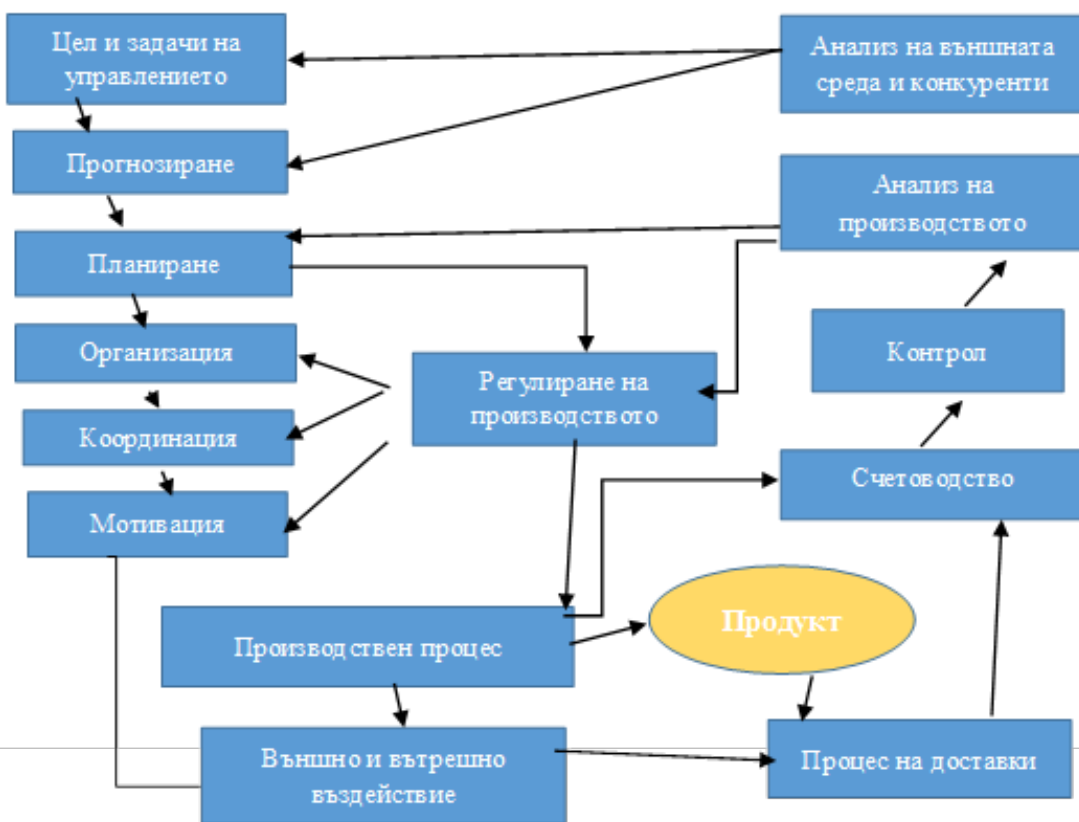 Цел и задачи на
управлението
Анализ на външната
среда и конкуренти
Прогнозиране
Анализ на
производството
Планиране
Организация
Контрол
Регулиране на
производството
Координация
Счетоводство
Мотивация
Продукт
Производствен процес
Външно и вътрешно
въздействие
Процес на доставки